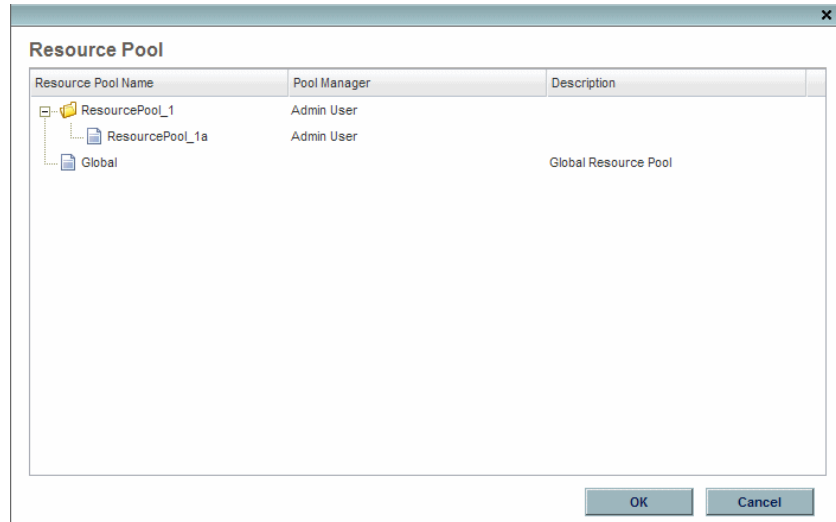 Resource Pool
Resource Pool Name Pool Manager Description
ResourcePool_1 Admin User
ResourcePool_1a Admin User
Global Global Resource Pool
OK Cancel